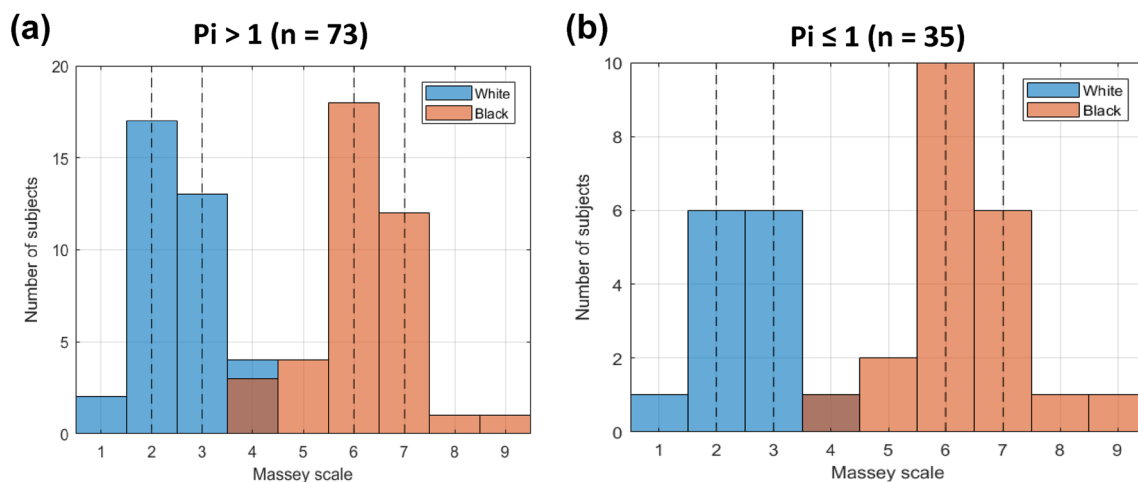 (a)
Pi > 1 (n = 73)
20
15
10
5
0
Number of subjects
White
Black
1 2 3 4 5 6 7 8 9
Massey scale
(b)
Pi ≤ 1 (n = 35)
10
8
6
4
2
0
Number of subjects
White
Black
1 2 3 4 5 6 7 8 9
Massey scale